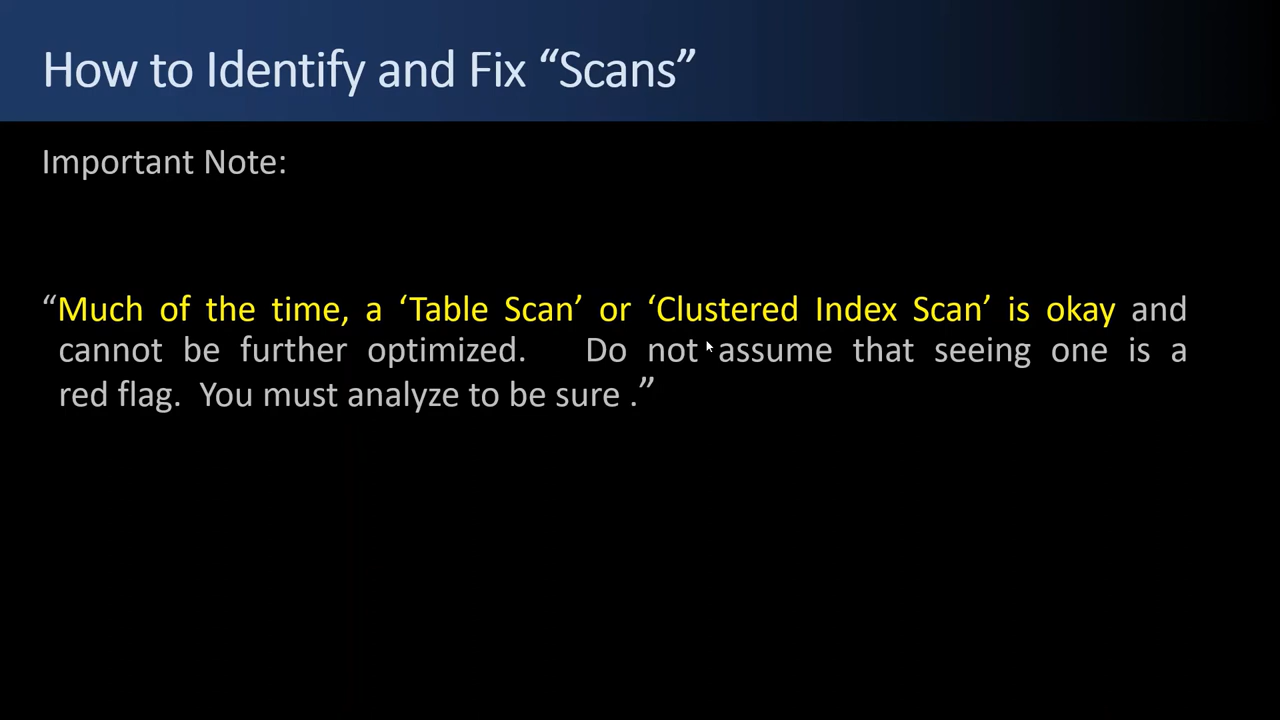 How to Identify and Fix “Scans”
Important Note:
“Much of the time, a ‘Table Scan’ or ‘Clustered Index Scan’ is okay and
cannot be further optimized. Do not assume that seeing one is a
red flag. You must analyze to be sure .”